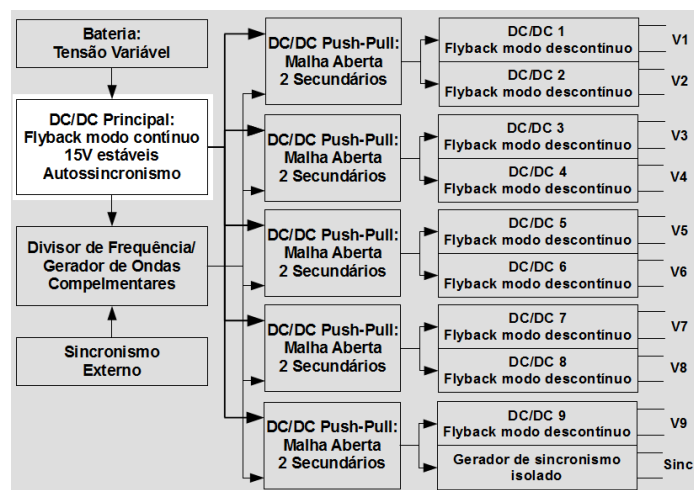 Bateria:
Tensão Variável
DC/DC Principal:
Flyback modo contínuo
15V estáveis
Autossincronismo
Divisor de Frequência/
Gerador de Ondas
Compelmentares
Sincronismo
Externo
DC/DC Push-Pull:
Malha Aberta
2 Secundários
DC/DC 1
Flyback modo descontínuo
V1
DC/DC 2
Flyback modo descontínuo
V2
DC/DC Push-Pull:
Malha Aberta
2 Secundários
DC/DC 3
Flyback modo descontínuo
V3
DC/DC 4
Flyback modo descontínuo
V4
DC/DC Push-Pull:
Malha Aberta
2 Secundários
DC/DC 5
Flyback modo descontínuo
V5
DC/DC 6
Flyback modo descontínuo
V6
DC/DC Push-Pull:
Malha Aberta
2 Secundários
DC/DC 7
Flyback modo descontínuo
V7
DC/DC 8
Flyback modo descontínuo
V8
DC/DC Push-Pull:
Malha Aberta
2 Secundários
DC/DC 9
Flyback modo descontínuo
V9
Gerador de sincronismo
isolado
Sinc